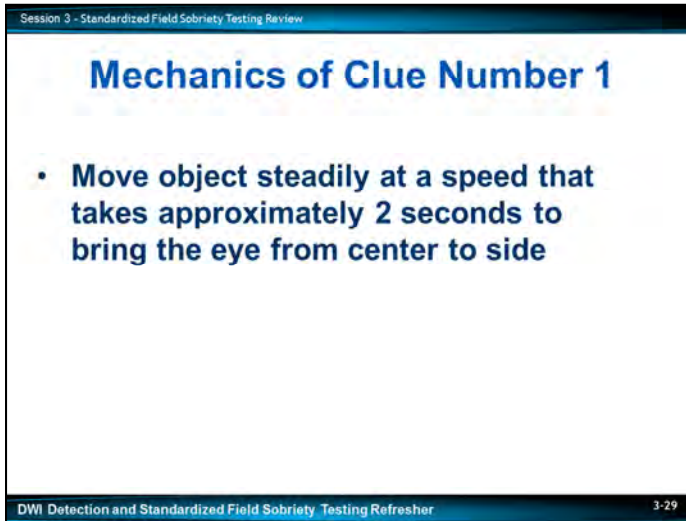 Session 3 - Standardized Field Sobriety Testing Review
Mechanics of Clue Number 1
• Move object steadily at a speed that
takes approximately 2 seconds to
bring the eye from center to side
DWI Detection and Standardized Field Sobriety Testing Refresher
3-29